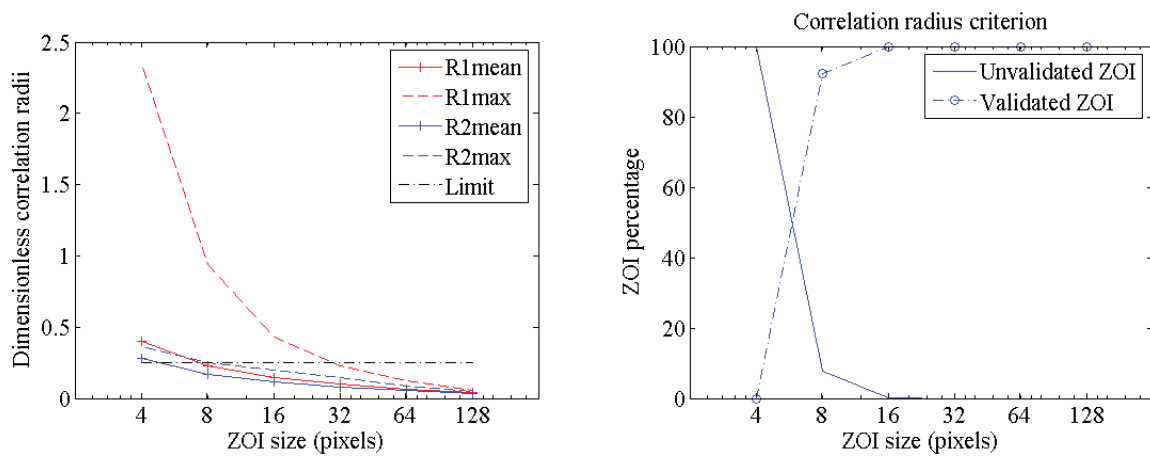 2.5
2
1.5
1
0.5
0
Dimensionless correlation radii
R1mean
R1max
R2mean
R2max
Limit
4 8 16 32 64 128
ZOI size (pixels)
Correlation radius criterion
100
80
60
40
20
0
ZOI percentage
Unvalidated ZOI
Validated ZOI
4 8 16 32 64 128
ZOI size (pixels)